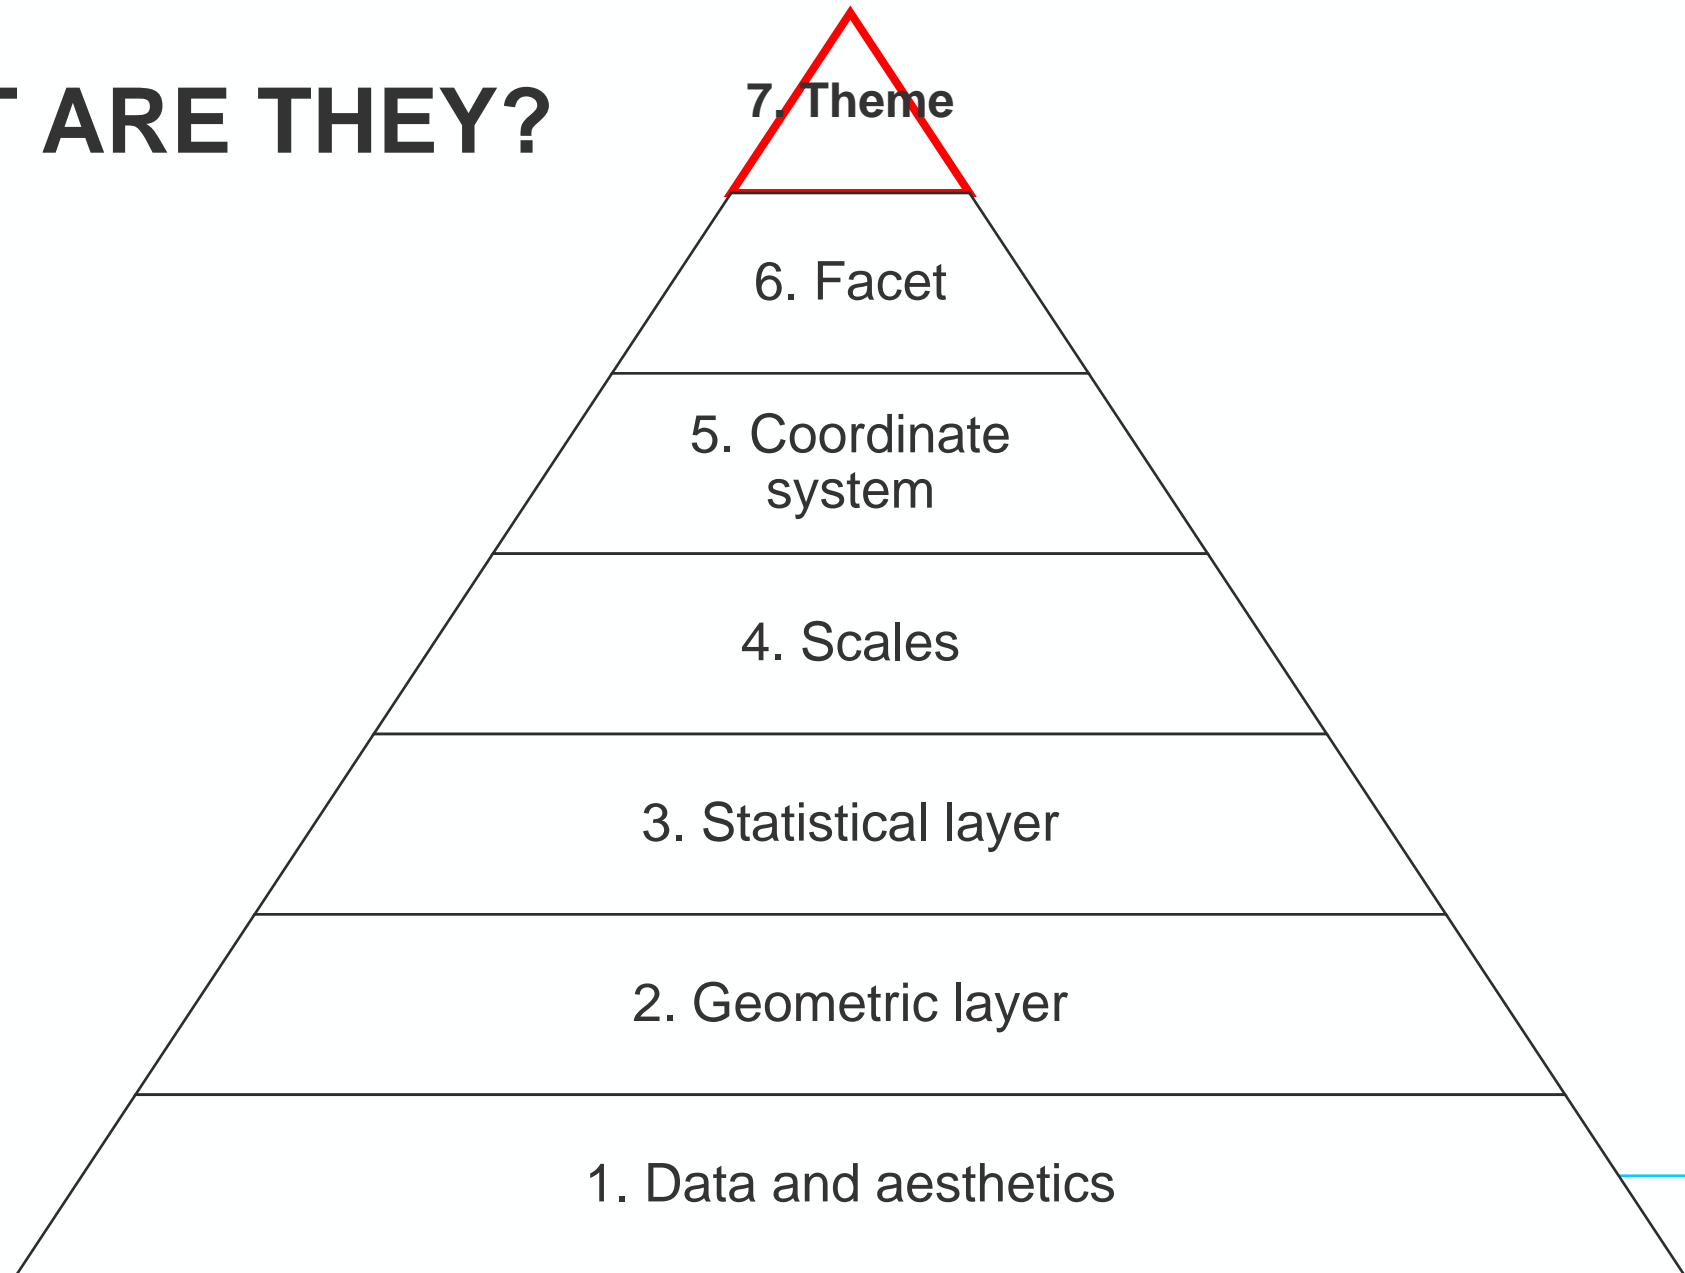 T ARE THEY?
7. Theme
6. Facet
5. Coordinate
system
4. Scales
3. Statistical layer
2. Geometric layer
1. Data and aesthetics